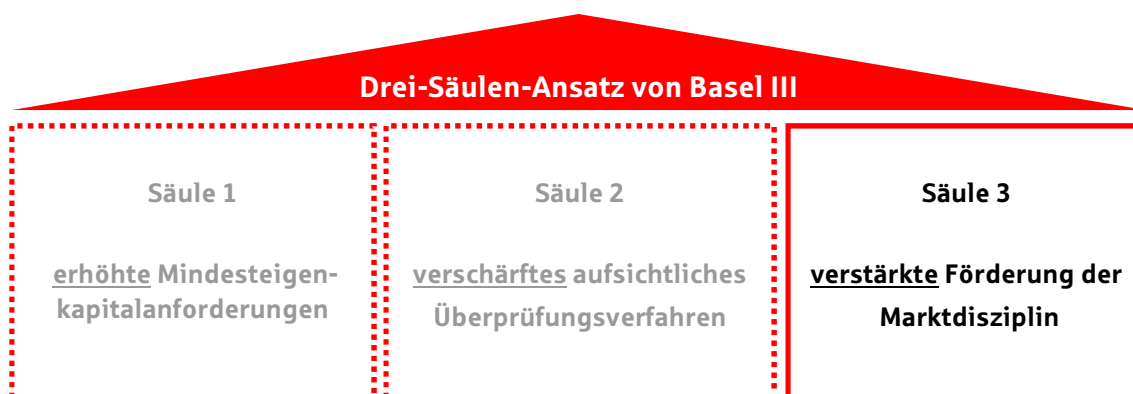 Drei-Säulen-Ansatz von Basel III
Säule 1
erhöhte Mindesteigen-
kapitalanforderungen
Säule 2
verschärftes aufsichtliches
Überprüfungsverfahren
Säule 3
verstärkte Förderung der
Marktdisziplin